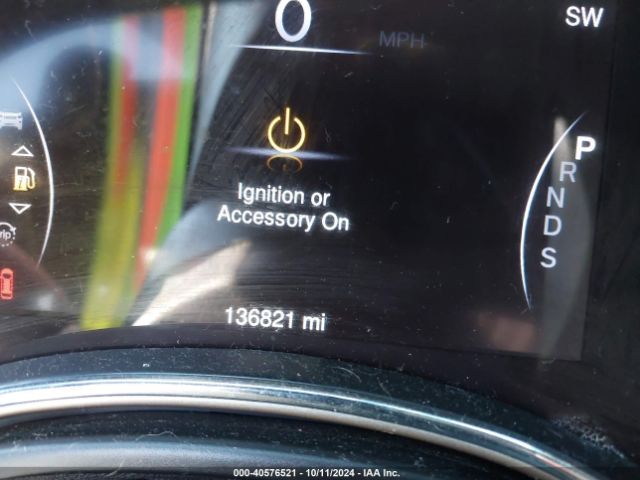 0
SW
MPH
P
R
N
D
S
Ignition or
Accessory On
136821 mi
000-40576521 - 10/11/2024 - IAA Inc.